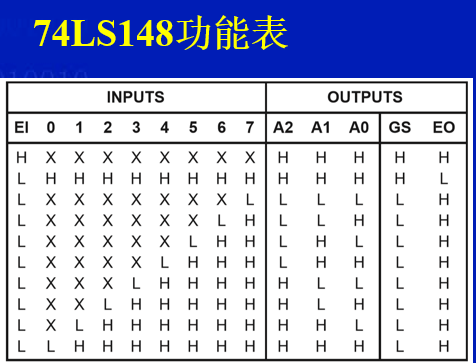 74LS148功能表
INPUTS OUTPUTS
EI 0 1 2 3 4 5 6 7 A2 A1 A0 GS EO
H X X X X X X X X H H H H H
L H H H H H H H H H H H H L
L X X X X X X X L L L L L H
L X X X X X X L H L L H L H
L X X X X X L H H L H L L H
L X X X X L H H H L H H L H
L X X X L H H H H H L L L H
L X X L H H H H H H L H L H
L X L H H H H H H H H L L H
L L H H H H H H H H H H L H